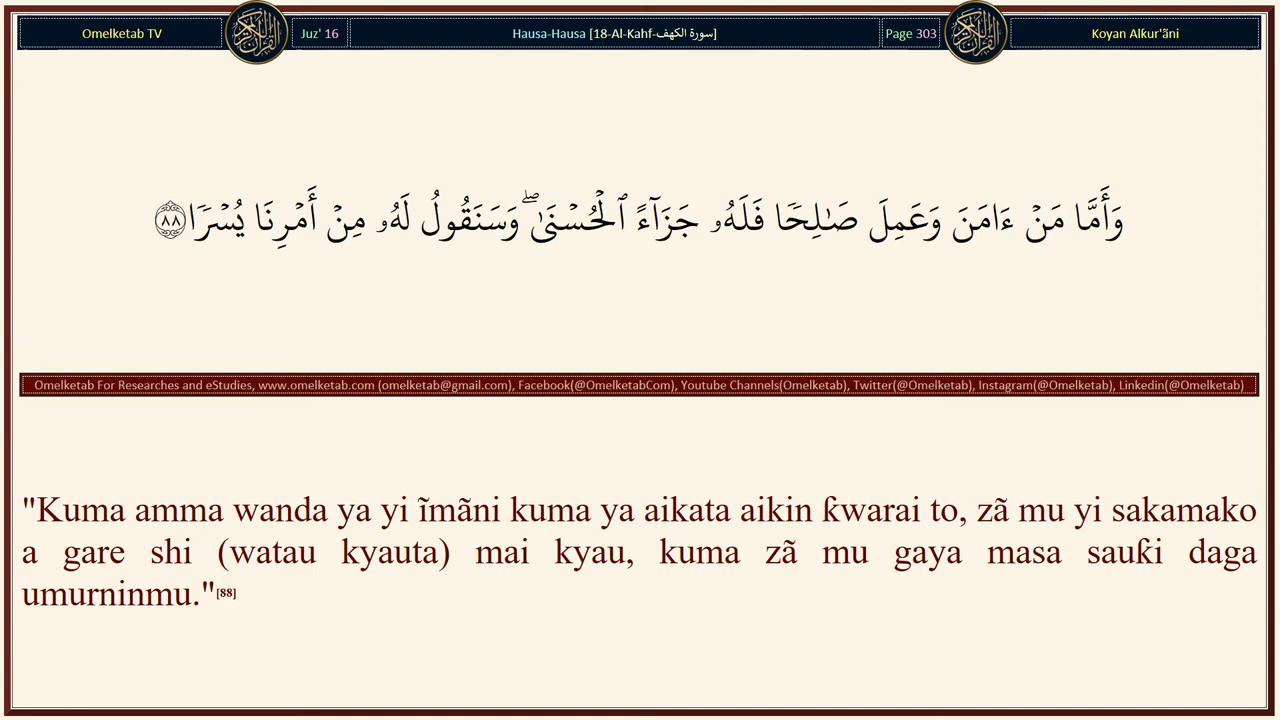 Omelketab TV
Juz' 16
Hausa-Hausa [18-Al-Kahf-سورة الكهف]
Page 303
Koyan Alƙur'ãni
وَأَمَّا مَنۡ ءَامَنَ وَعَمِلَ صَٰلِحٗا فَلَهُۥ جَزَآءً ٱلۡحُسۡنَىٰۖ وَسَنَقُولُ لَهُۥ مِنۡ أَمۡرِنَا يُسۡرٗا ٨٨
Omelketab For Researches and eStudies, www.omelketab.com (omelketab@gmail.com), Facebook(@OmelketabCom), Youtube Channels(Omelketab), Twitter(@Omelketab), Instagram(@Omelketab), Linkedin(@Omelketab)
"Kuma amma wanda ya yi ĩmãni kuma ya aikata aikin ƙwarai to, zã mu yi sakamako
a gare shi (watau kyauta) mai kyau, kuma zã mu gaya masa sauƙi daga
umurninmu."[88]